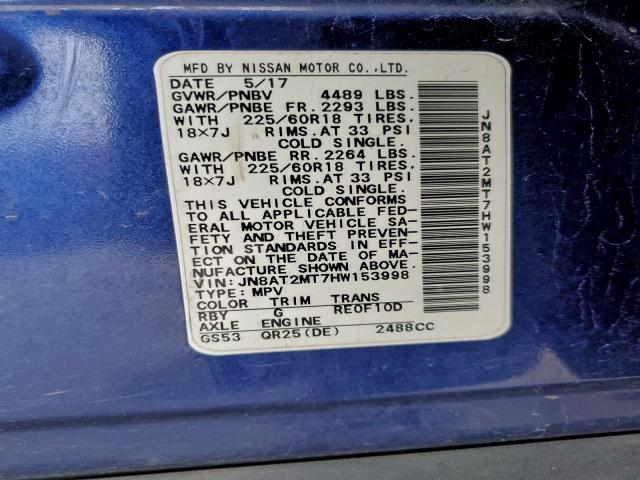 MFD BY NISSAN MOTOR CO.,LTD.
DATE 5/17
GVWR/PNBV 4489 LBS.
GAWR/PNBE FR. 2293 LBS.
WITH 225/60R18 TIRES.
18×7J RIMS.AT 33 PSI
COLD SINGLE.
GAWR/PNBE RR. 2264 LBS.
WITH 225/60R18 TIRES.
18×7J RIMS.AT 33 PSI
COLD SINGLE.
THIS VEHICLE CONFORMS
TO ALL APPLICABLE FED-
ERAL MOTOR VEHICLE SA-
FETY AND THEFT PREVEN-
TION STANDARDS IN EFF-
ECT ON THE DATE OF MA-
NUFACTURE SHOWN ABOVE.
VIN:JN8AT2MT7HW153998
TYPE:MPV
COLOR TRIM TRANS
RBY G RE0F10D
AXLE ENGINE
GS53 QR25(DE) 2488CC
JN8AT2MT7HW153998